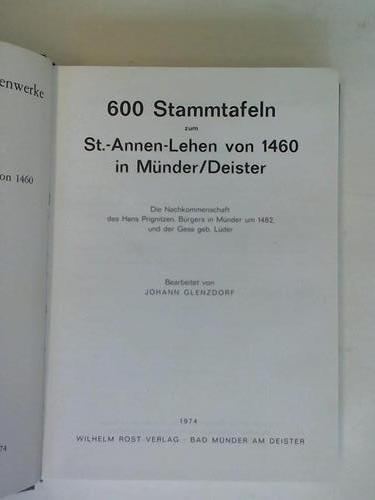 enwerke
on 1460
74
600 Stammtafeln
zum
St.-Annen-Lehen von 1460
in Münder/Deister
Die Nachkommenschaft
des Hans Prignitzen, Bürgers in Münder um 1482,
und der Gese geb. Lüder
Bearbeitet von
JOHANN GLENZDORF
1974
WILHELM ROST VERLAG · BAD MÜNDER AM DEISTER